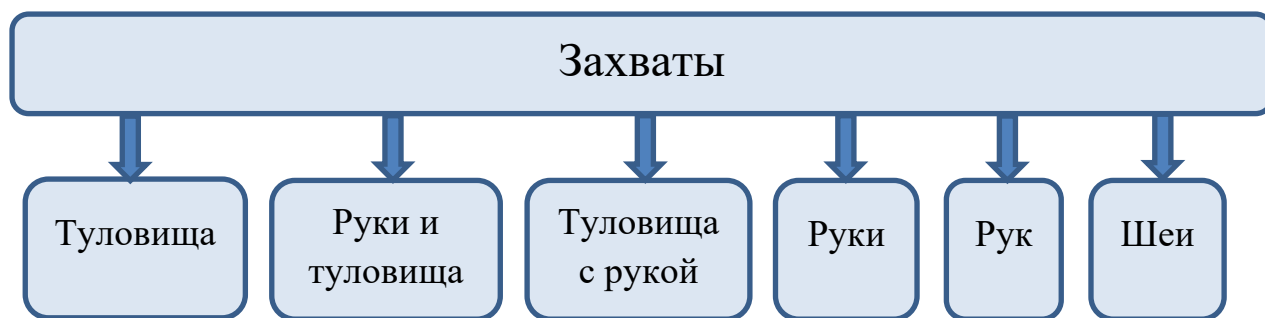 Захваты
Туловища
Руки и
туловища
Туловища
с рукой
Руки
Рук
Шеи